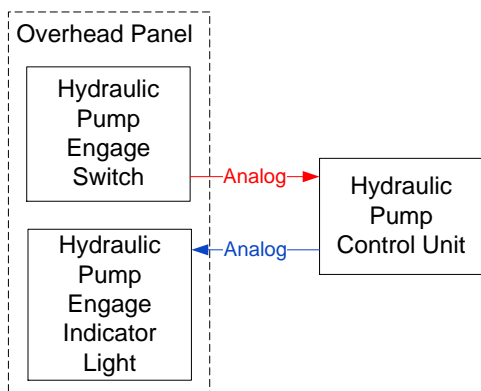 Overhead Panel
Hydraulic
Pump
Engage
Switch
Analog
Hydraulic
Pump
Control Unit
Analog
Hydraulic
Pump
Engage
Indicator
Light